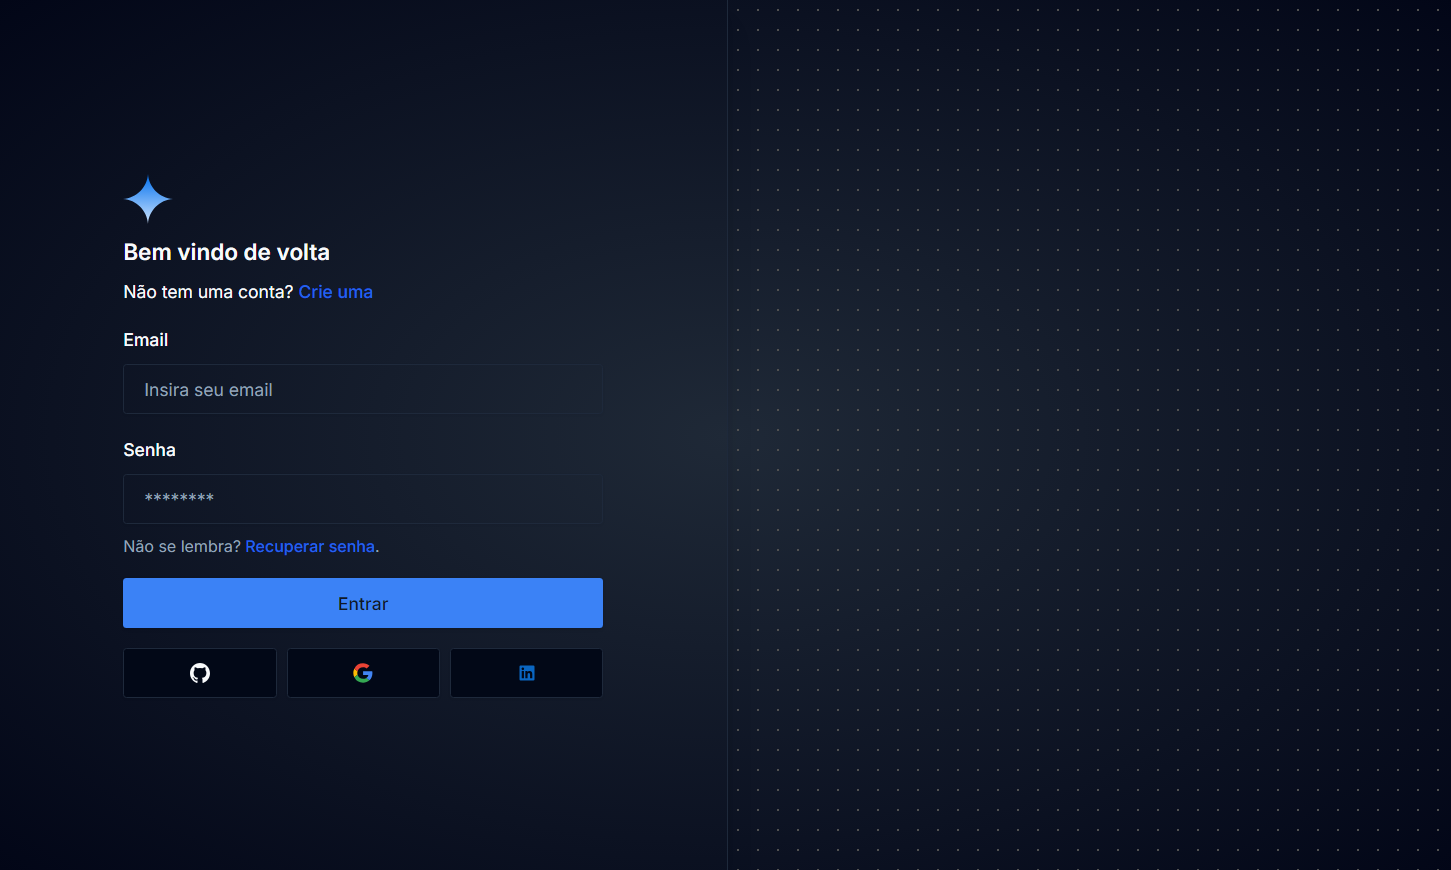 Bem vindo de volta
Não tem uma conta? Crie uma
Email
Insira seu email
Senha
********
Não se lembra? Recuperar senha.
Entrar